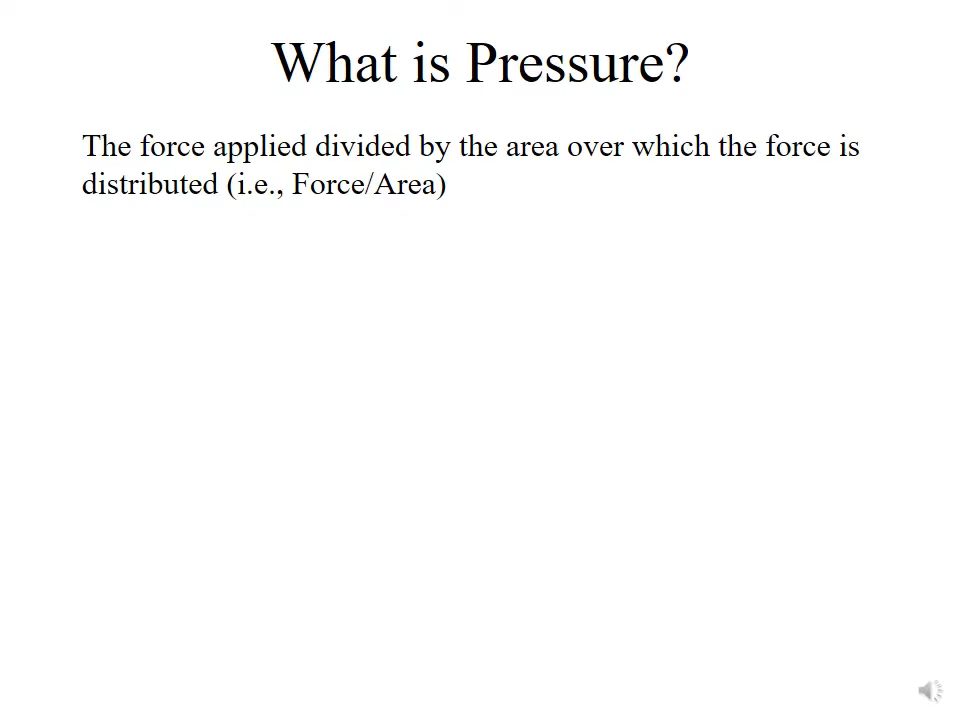 What is Pressure?
The force applied divided by the area over which the force is
distributed (i.e., Force/Area)